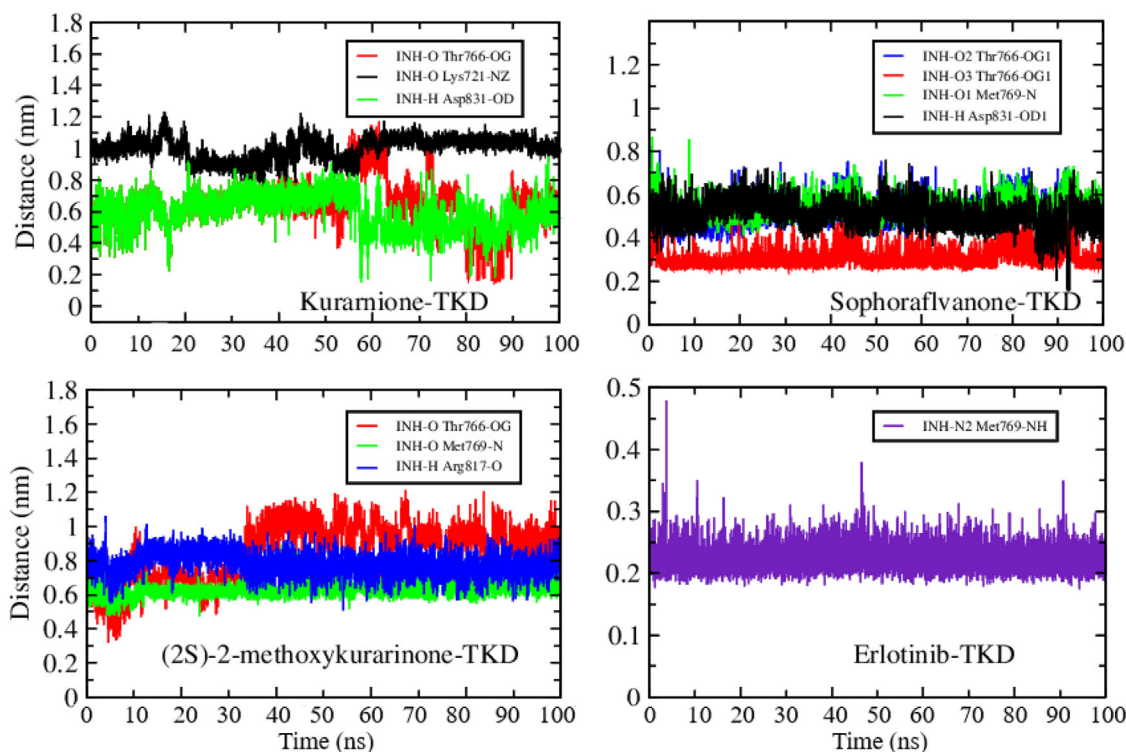 1.8
1.6
1.4
1.2
1
0.8
0.6
0.4
0.2
0
Distance (nm)
INH-O Thr766-OG
INH-O Lys721-NZ
INH-H Asp831-OD
Kurarnione-TKD
0 10 20 30 40 50 60 70 80 90 100
1.2
1
0.8
0.6
0.4
0.2
0
INH-O2 Thr766-OG1
INH-O3 Thr766-OG1
INH-O1 Met769-N
INH-H Asp831-OD1
Sophoraflvanone-TKD
0 10 20 30 40 50 60 70 80 90 100
1.8
1.6
1.4
1.2
1
0.8
0.6
0.4
0.2
0
Distance (nm)
INH-O Thr766-OG
INH-O Met769-N
INH-H Arg817-O
(2S)-2-methoxykurarinone-TKD
0 10 20 30 40 50 60 70 80 90 100
Time (ns)
0.5
0.4
0.3
0.2
0.1
0
INH-N2 Met769-NH
Erlotinib-TKD
0 10 20 30 40 50 60 70 80 90 100
Time (ns)